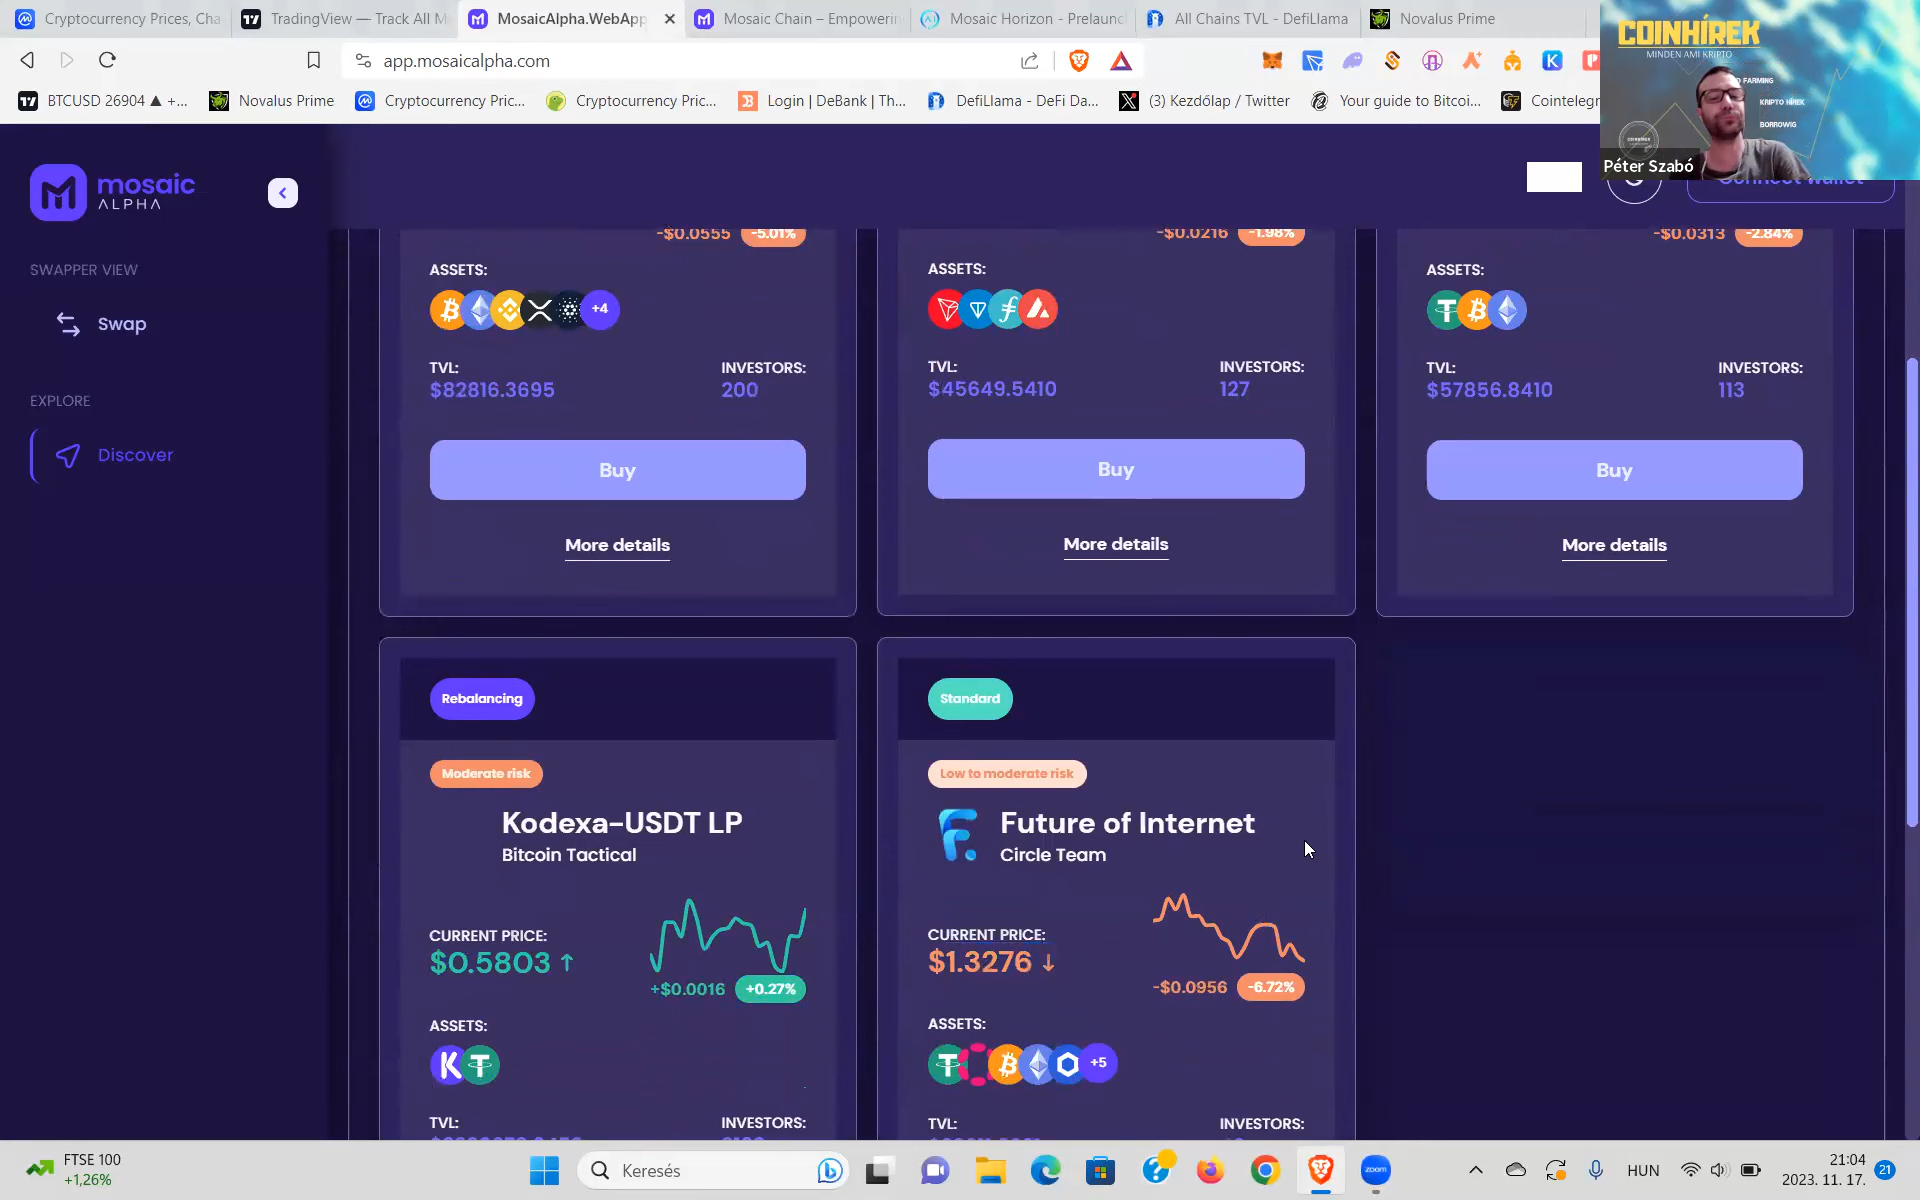 Cryptocurrency Prices, Cha
TradingView — Track All M
MosaicAlpha.WebApp
Mosaic Chain – Empowerin
Mosaic Horizon - Prelaunc
All Chains TVL - DefiLlama
Novalus Prime
app.mosaicalpha.com
BTCUSD 26904 ▲ +...
Novalus Prime
Cryptocurrency Pric...
Cryptocurrency Pric...
Login | DeBank | Th...
DefiLlama - DeFi Da...
(3) Kezdőlap / Twitter
Your guide to Bitcoi...
Cointelegr
COINHÍREK
MINDEN AMI KRIPTO
FARMING
KRIPTO HÍREK
BORROWIG
Péter Szabó
mosaic
ALPHA
Connect wallet
SWAPPER VIEW
Swap
EXPLORE
Discover
-$0.0555 -5.01%
ASSETS:
+4
TVL: INVESTORS:
$82816.3695 200
Buy
More details
-$0.0216 -1.98%
ASSETS:
TVL: INVESTORS:
$45649.5410 127
Buy
More details
-$0.0313 -2.84%
ASSETS:
TVL: INVESTORS:
$57856.8410 113
Buy
More details
Rebalancing
Moderate risk
Kodexa-USDT LP
Bitcoin Tactical
CURRENT PRICE:
$0.5803 ↑
+$0.0016 +0.27%
ASSETS:
TVL: INVESTORS:
Standard
Low to moderate risk
Future of Internet
Circle Team
CURRENT PRICE:
$1.3276 ↓
-$0.0956 -6.72%
ASSETS:
+5
TVL: INVESTORS:
FTSE 100
+1,26%
Keresés
zoom
HUN
21:04
2023. 11. 17.
21